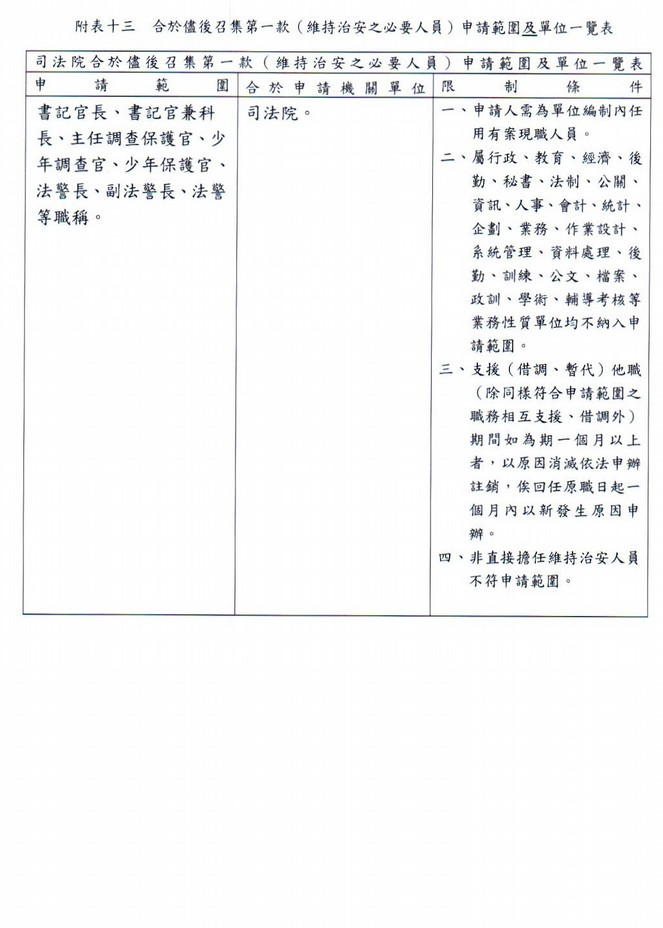 附表十三　合於儘後召集第一款（維持治安之必要人員）申請範圍及單位一覽表
司法院合於儘後召集第一款（維持治安之必要人員）申請範圍及單位一覽表
申請範圍　合於申請機關單位　限制條件
書記官長、書記官兼科
長、主任調查保護官、少
年調查官、少年保護官、
法警長、副法警長、法警
等職稱。
司法院。
一、申請人需為單位編制內任
用有案現職人員。
二、屬行政、教育、經濟、後
勤、秘書、法制、公關、
資訊、人事、會計、統計、
企劃、業務、作業設計、
系統管理、資料處理、後
勤、訓練、公文、檔案、
政訓、學術、輔導考核等
業務性質單位均不納入申
請範圍。
三、支援（借調、暫代）他職
（除同樣符合申請範圍之
職務相互支援、借調外）
期間如為期一個月以上
者，以原因消滅依法申辦
註銷，俟回任原職日起一
個月內以新發生原因申
辦。
四、非直接擔任維持治安人員
不符申請範圍。